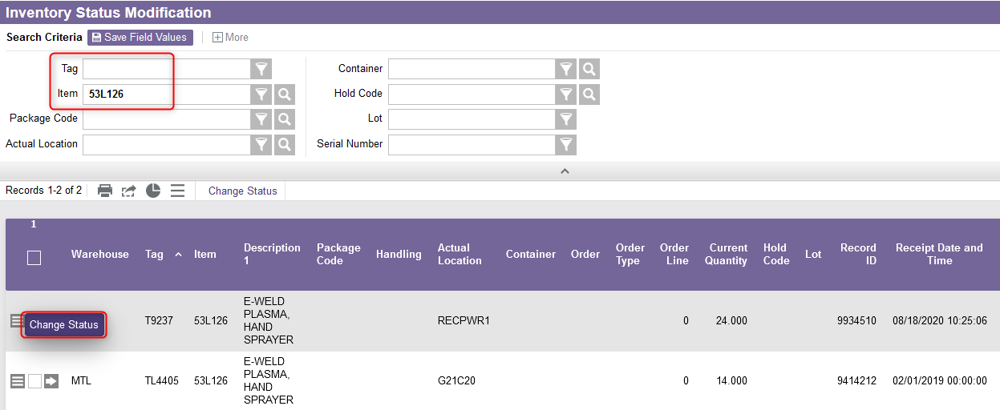 Inventory Status Modification
Search Criteria Save Field Values More
Tag
Container
Item 53L126
Hold Code
Package Code
Lot
Actual Location
Serial Number
Records 1-2 of 2 Change Status
1
Warehouse Tag Item Description 1 Package Code Handling Actual Location Container Order Order Type Order Line Current Quantity Hold Code Lot Record ID Receipt Date and Time
Change Status T9237 53L126 E-WELD PLASMA, HAND SPRAYER RECPWR1 0 24.000 9934510 08/18/2020 10:25:06
MTL TL4405 53L126 E-WELD PLASMA, HAND SPRAYER G21C20 0 14.000 9414212 02/01/2019 00:00:00